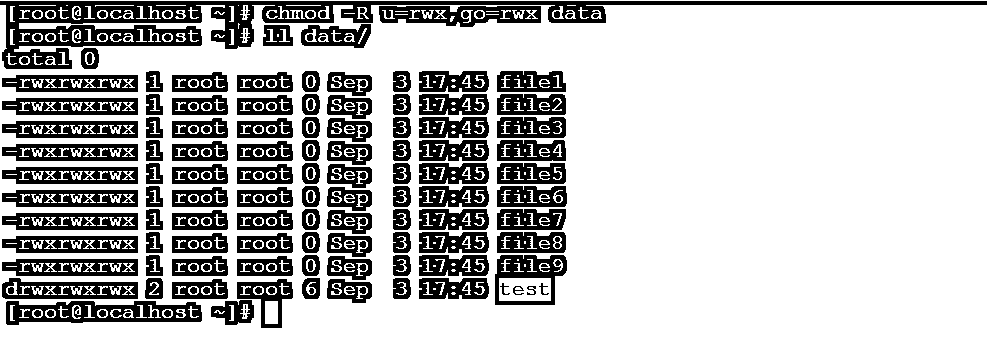 [root@localhost ~]# chmod -R u=rwx,go=rwx data
[root@localhost ~]# ll data/
total 0
-rwxrwxrwx 1 root root 0 Sep  3 17:45 file1
-rwxrwxrwx 1 root root 0 Sep  3 17:45 file2
-rwxrwxrwx 1 root root 0 Sep  3 17:45 file3
-rwxrwxrwx 1 root root 0 Sep  3 17:45 file4
-rwxrwxrwx 1 root root 0 Sep  3 17:45 file5
-rwxrwxrwx 1 root root 0 Sep  3 17:45 file6
-rwxrwxrwx 1 root root 0 Sep  3 17:45 file7
-rwxrwxrwx 1 root root 0 Sep  3 17:45 file8
-rwxrwxrwx 1 root root 0 Sep  3 17:45 file9
drwxrwxrwx 2 root root 6 Sep  3 17:45 test
[root@localhost ~]#